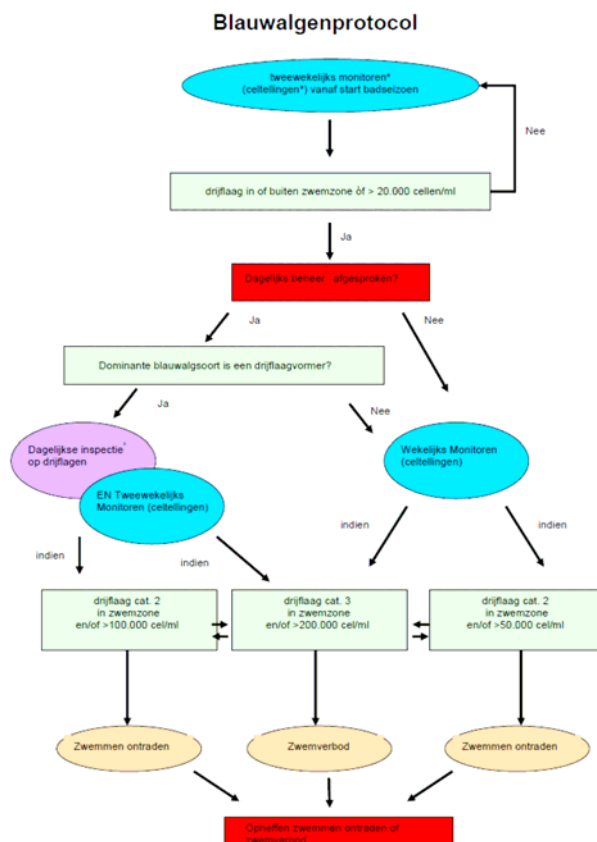 Blauwalgenprotocol
tweewekelijks monitoren*
(celtellingen*) vanaf start badseizoen
Nee
drijflaag in of buiten zwemzone òf > 20.000 cellen/ml
Ja
Dagelijks beheer* afgesproken?
Ja
Nee
Dominante blauwalgsoort is een drijflaagvormer?
Ja
Nee
Dagelijkse inspectie*
op drijflagen
EN Tweewekelijks
Monitoren (celtellingen)
Wekelijks Monitoren
(celtellingen)
indien
indien
indien
indien
drijflaag cat. 2
in zwemzone
en/of >100.000 cel/ml
drijflaag cat. 3
in zwemzone
en/of >200.000 cel/ml
drijflaag cat. 2
in zwemzone
en/of >50.000 cel/ml
Zwemmen ontraden
Zwemverbod
Zwemmen ontraden
Opheffen zwemmen ontraden of
zwemverbod